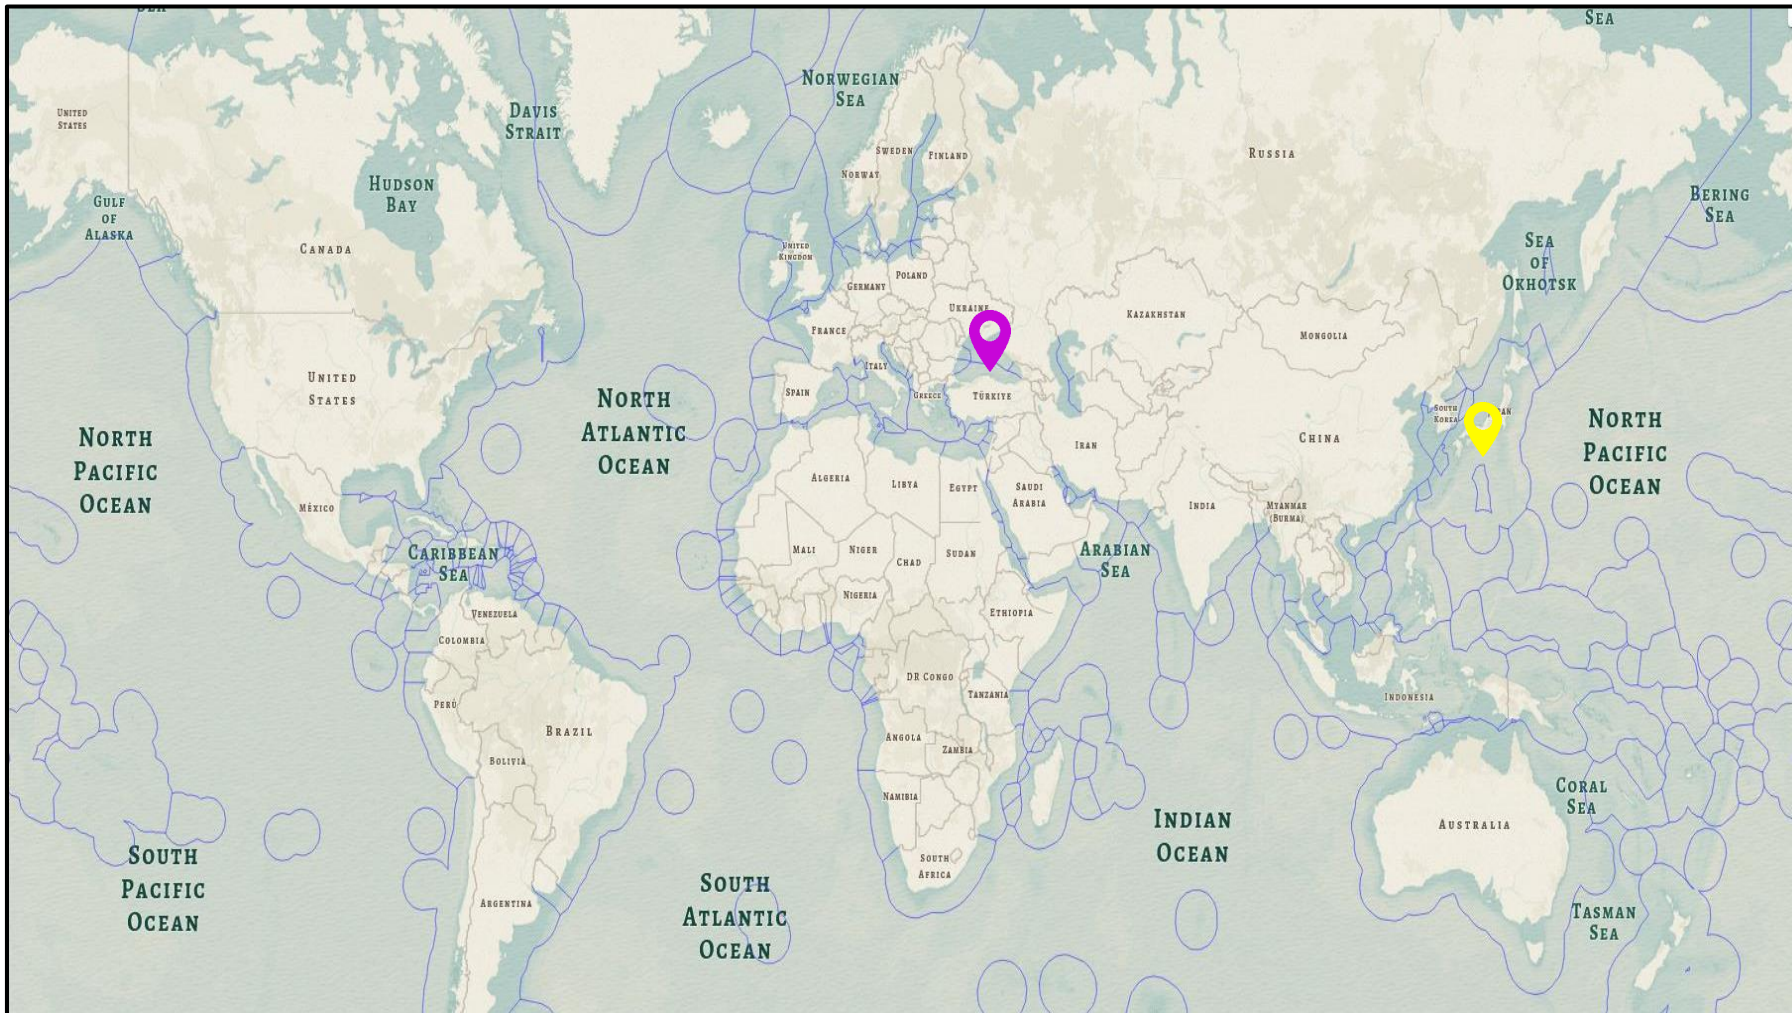 SEA
SEA
NORWEGIAN
SEA
DAVIS
STRAIT
UNITED
STATES
SWEDEN
FINLAND
NORWAY
RUSSIA
HUDSON
BAY
GULF
OF
ALASKA
BERING
SEA
CANADA
UNITED
KINGDOM
SEA
OF
OKHOTSK
POLAND
GERMANY
UKRAINE
KAZAKHSTAN
FRANCE
MONGOLIA
ITALY
UNITED
STATES
SPAIN
GREECE
TÜRKIYE
NORTH
ATLANTIC
OCEAN
SOUTH
KOREA
NORTH
PACIFIC
OCEAN
NORTH
PACIFIC
OCEAN
IRAN
CHINA
ALGERIA
LIBYA
EGYPT
SAUDI
ARABIA
MÉXICO
INDIA
MYANMAR
(BURMA)
CARIBBEAN
SEA
MALI
NIGER
CHAD
SUDAN
ARABIAN
SEA
NIGERIA
VENEZUELA
ETHIOPIA
COLOMBIA
DR CONGO
TANZANIA
INDONESIA
PERÚ
BRAZIL
ANGOLA
ZAMBIA
BOLIVIA
NAMIBIA
CORAL
SEA
INDIAN
OCEAN
AUSTRALIA
SOUTH
PACIFIC
OCEAN
SOUTH
AFRICA
ARGENTINA
SOUTH
ATLANTIC
OCEAN
TASMAN
SEA